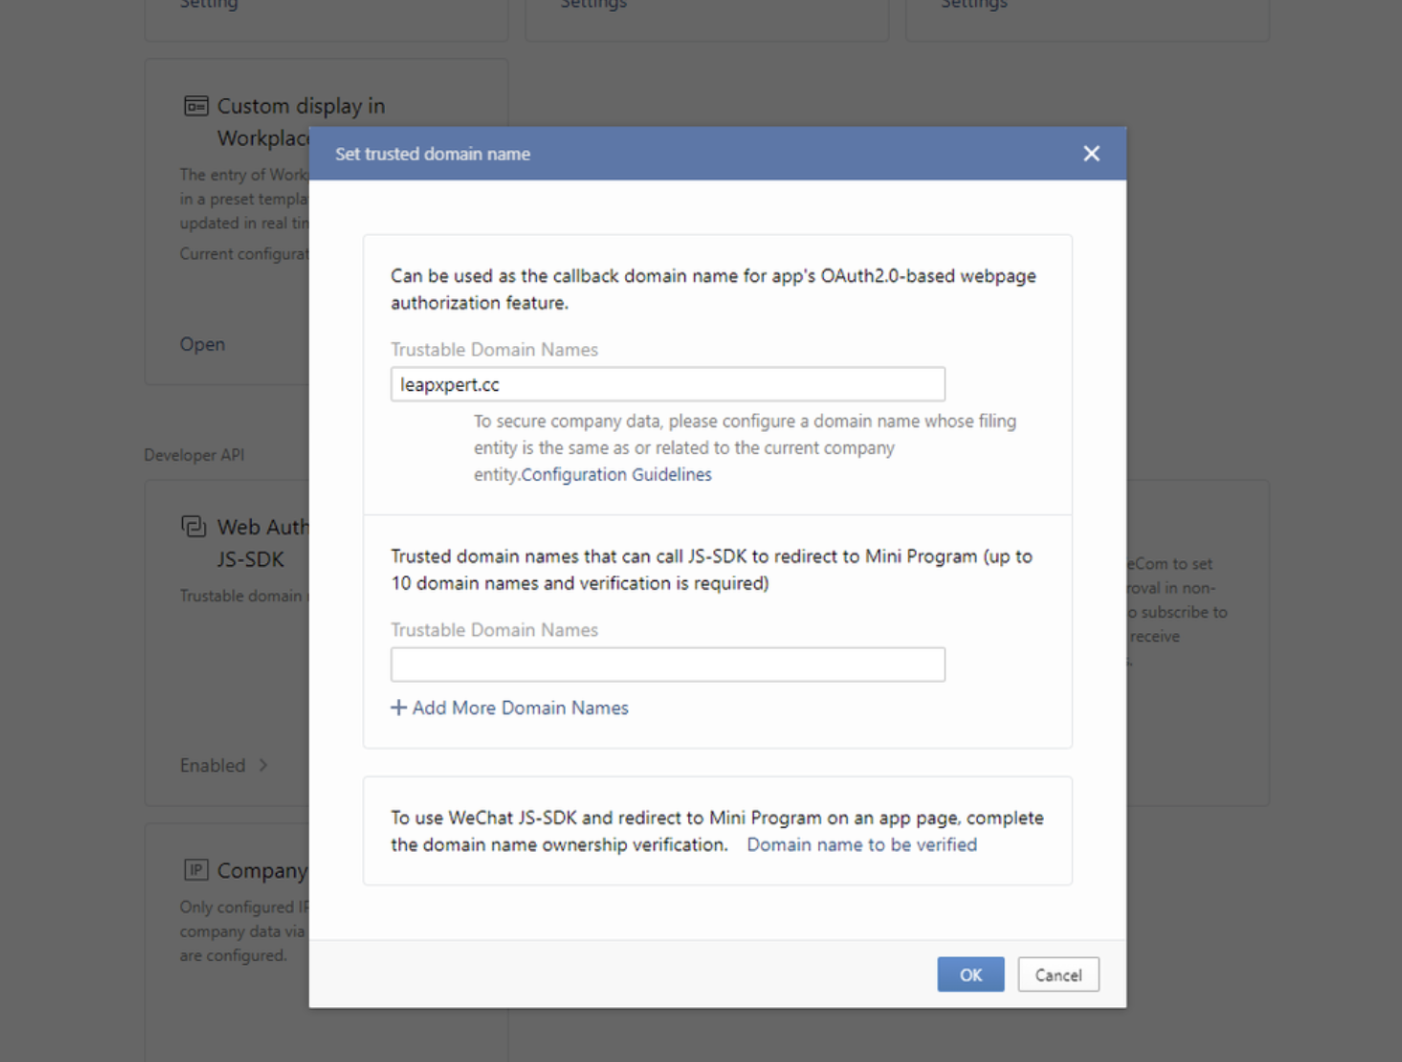 Setting
Settings
Settings
Custom display in
Workplac
The entry of Work
in a preset templa
updated in real tin
Current configurat
Open
Set trusted domain name
Can be used as the callback domain name for app's OAuth2.0-based webpage
authorization feature.
Trustable Domain Names
leapxpert.cc
To secure company data, please configure a domain name whose filing
entity is the same as or related to the current company
entity.Configuration Guidelines
Trusted domain names that can call JS-SDK to redirect to Mini Program (up to
10 domain names and verification is required)
Trustable Domain Names
+ Add More Domain Names
To use WeChat JS-SDK and redirect to Mini Program on an app page, complete
the domain name ownership verification. Domain name to be verified
OK
Cancel
Developer API
Web Auth
JS-SDK
Trustable domain
Enabled >
eCom to set
roval in non-
o subscribe to
receive
s.
IP Company
Only configured IP
company data via
are configured.